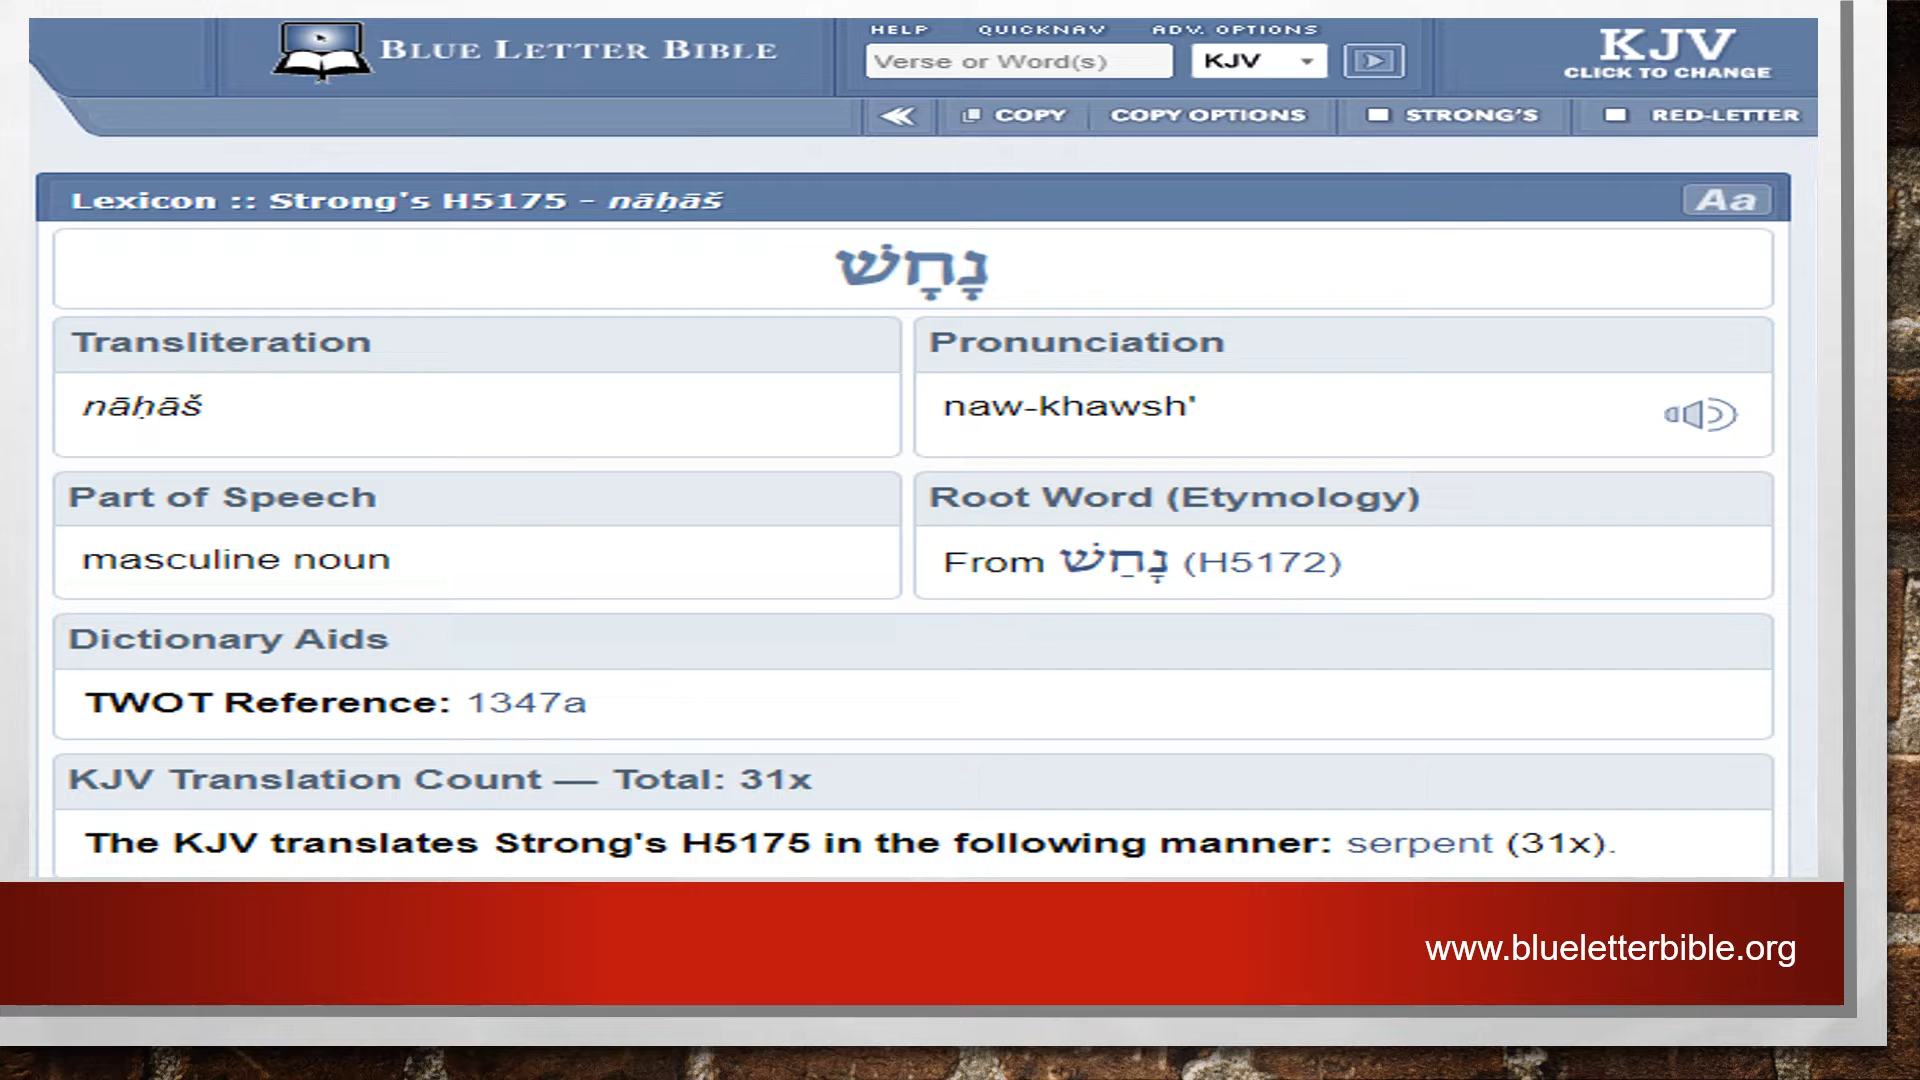 BLUE LETTER BIBLE
HELP QUICKNAV ADV. OPTIONS
Verse or Word(s) KJV
KJV
CLICK TO CHANGE
COPY COPY OPTIONS STRONG'S RED-LETTER
Lexicon :: Strong's H5175 - nāḥāš Aa
נָחָשׁ
Transliteration
nāḥāš
Pronunciation
naw-khawsh'
Part of Speech
masculine noun
Root Word (Etymology)
From נָחַשׁ (H5172)
Dictionary Aids
TWOT Reference: 1347a
KJV Translation Count — Total: 31x
The KJV translates Strong's H5175 in the following manner: serpent (31x).
www.blueletterbible.org